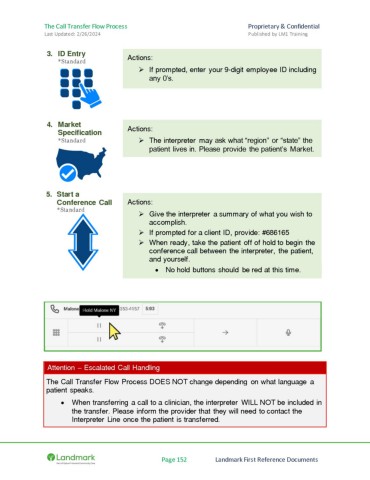 The Call Transfer Flow Process Proprietary & Confidential
Last Updated: 2/28/2024 Published by LM1 Training
3. ID Entry
*Standard
Actions:
➢ If prompted, enter your 9-digit employee ID including
any 0's.
4. Market
Specification
*Standard
Actions:
➢ The interpreter may ask what "region" or "state" the
patient lives in. Please provide the patient's Market.
5. Start a
Conference Call
*Standard
Actions:
➢ Give the interpreter a summary of what you wish to
accomplish.
➢ If prompted for a client ID, provide: #686165
➢ When ready, take the patient off of hold to begin the
conference call between the interpreter, the patient,
and yourself.
• No hold buttons should be red at this time.
Malone Hold Malone NY
Attention – Escalated Call Handling
The Call Transfer Flow Process DOES NOT change depending on what language a
patient speaks.
• When transferring a call to a clinician, the interpreter WILL NOT be included in
the transfer. Please inform the provider that they will need to contact the
Interpreter Line once the patient is transferred.
Landmark Page 152 Landmark First Reference Documents